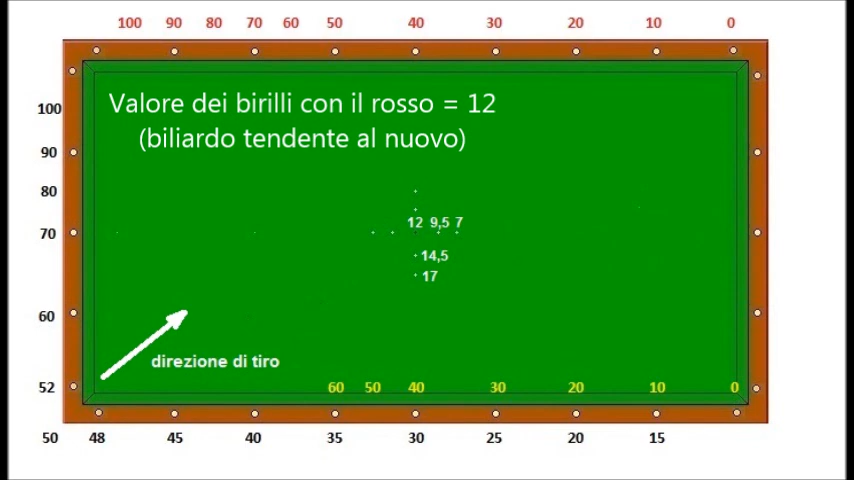 100 90 80 70 60 50 40 30 20 10 0
100
Valore dei birilli con il rosso = 12
(biliardo tendente al nuovo)
90
80
12 9,5 7
70
14,5
17
60
direzione di tiro
52
60 50 40 30 20 10 0
50 48 45 40 35 30 25 20 15